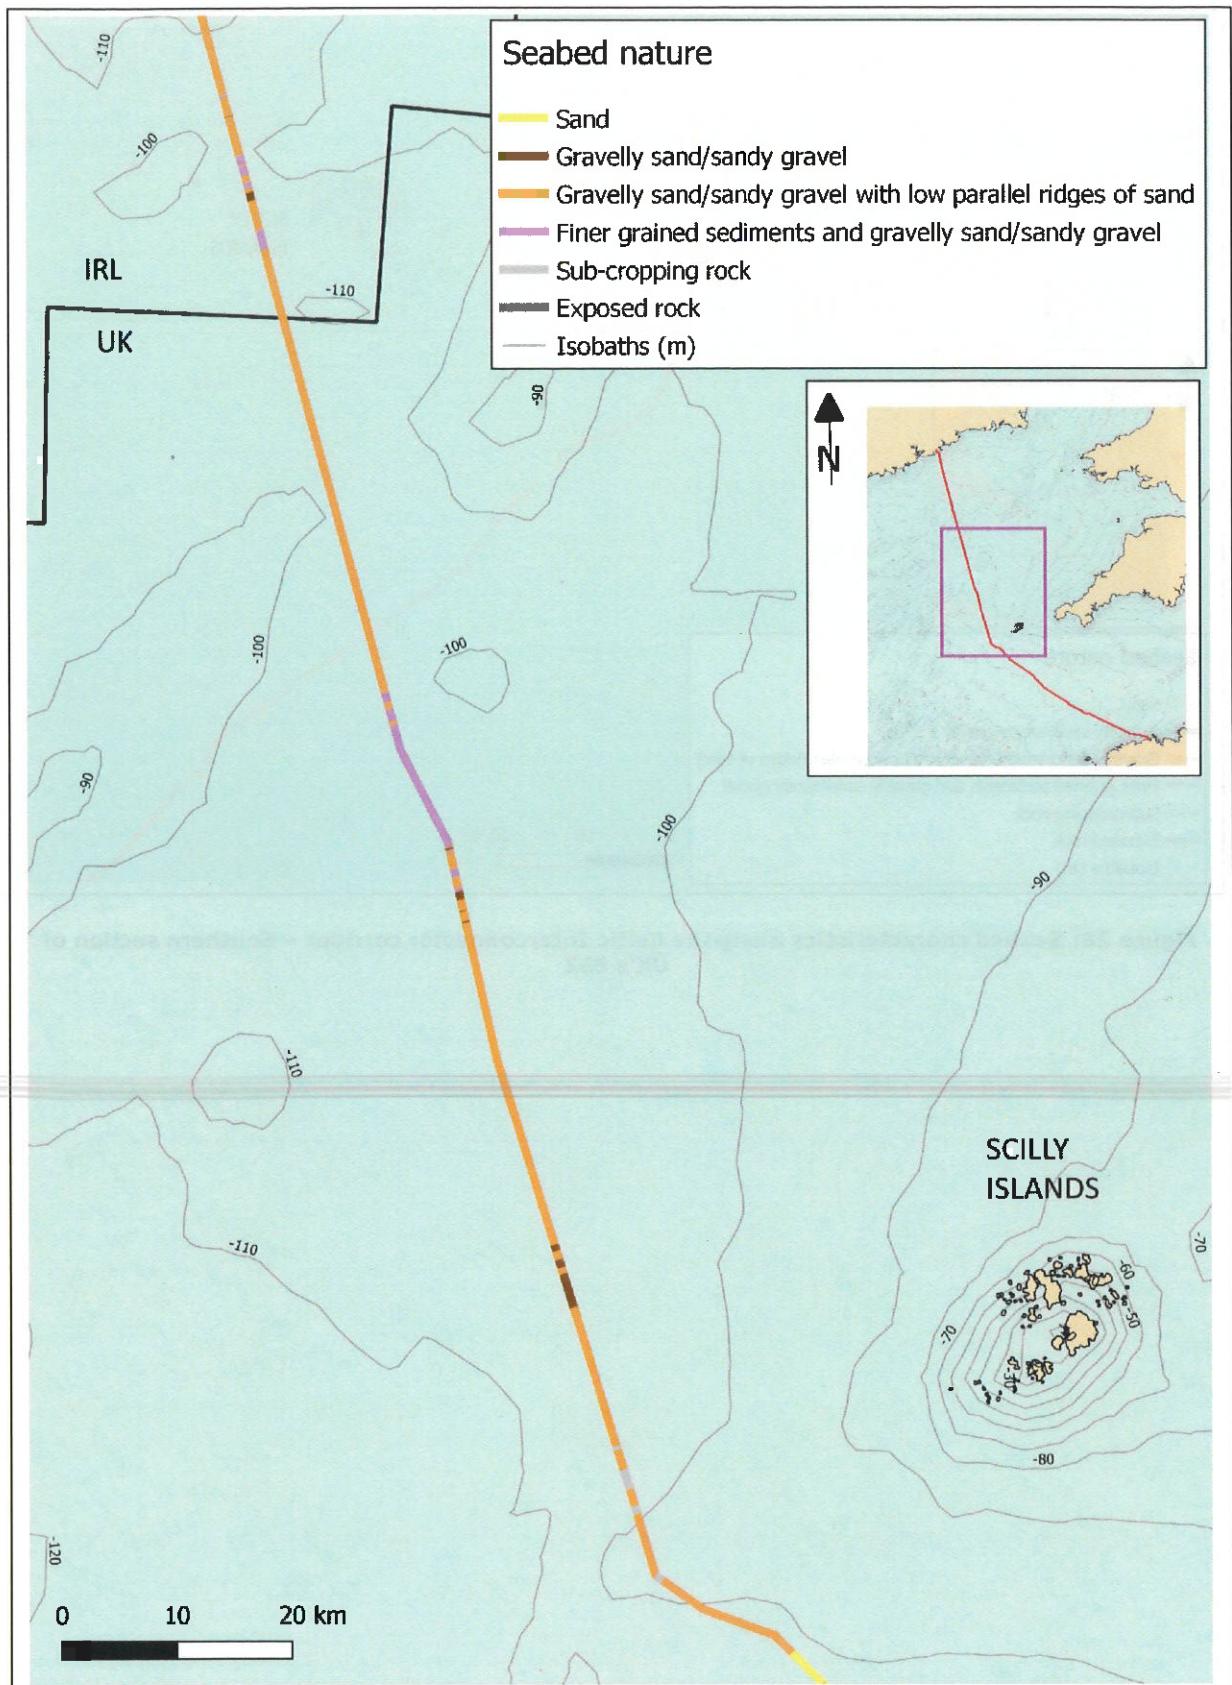 Seabed nature
Sand
Gravelly sand/sandy gravel
Gravelly sand/sandy gravel with low parallel ridges of sand
Finer grained sediments and gravelly sand/sandy gravel
Sub-cropping rock
Exposed rock
Isobaths (m)
-110
-100
IRL
-110
UK
-90
N
-100
-100
-90
-100
-90
-110
SCILLY
ISLANDS
-110
-70
-60
-50
-70
-30
-80
-120
0 10 20 km